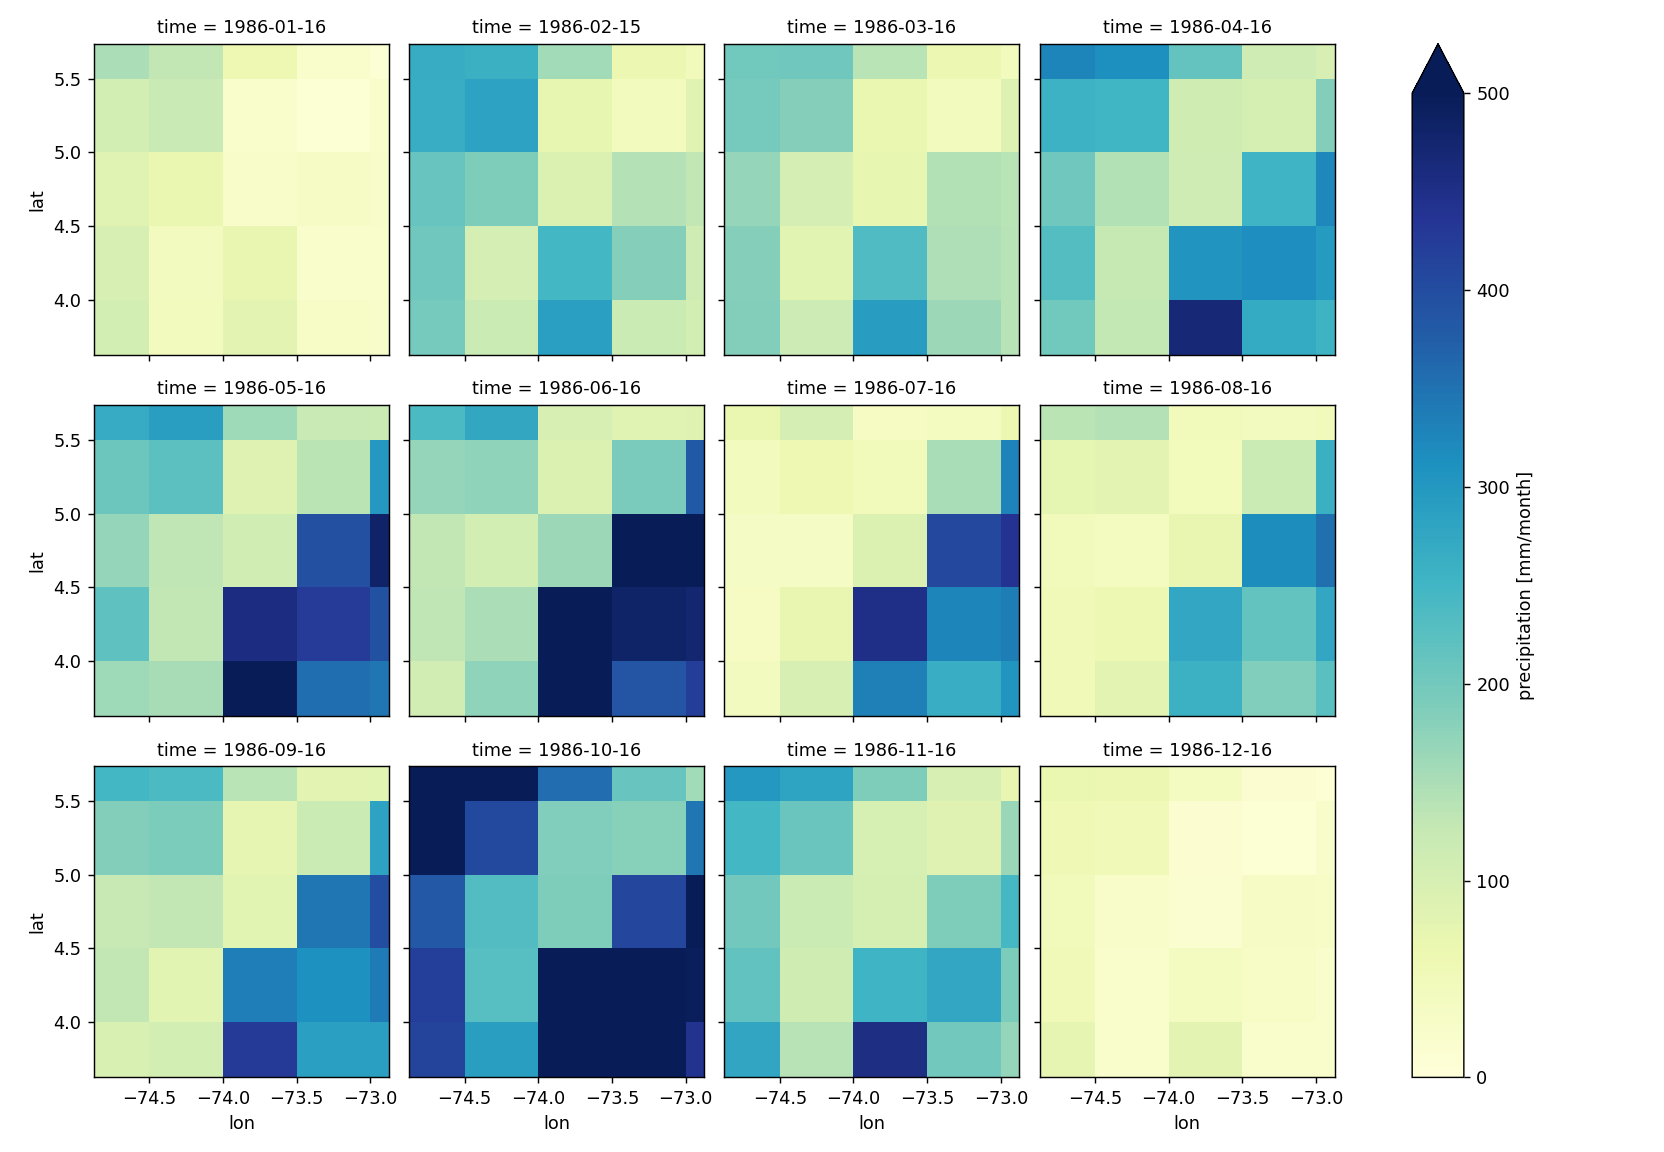 time = 1986-01-16
time = 1986-02-15
time = 1986-03-16
time = 1986-04-16
5.5
5.0
4.5
4.0
lat
time = 1986-05-16
time = 1986-06-16
time = 1986-07-16
time = 1986-08-16
5.5
5.0
4.5
4.0
lat
time = 1986-09-16
time = 1986-10-16
time = 1986-11-16
time = 1986-12-16
5.5
5.0
4.5
4.0
lat
−74.5 −74.0 −73.5 −73.0
−74.5 −74.0 −73.5 −73.0
−74.5 −74.0 −73.5 −73.0
−74.5 −74.0 −73.5 −73.0
lon
lon
lon
lon
500
400
300
200
100
0
precipitation [mm/month]